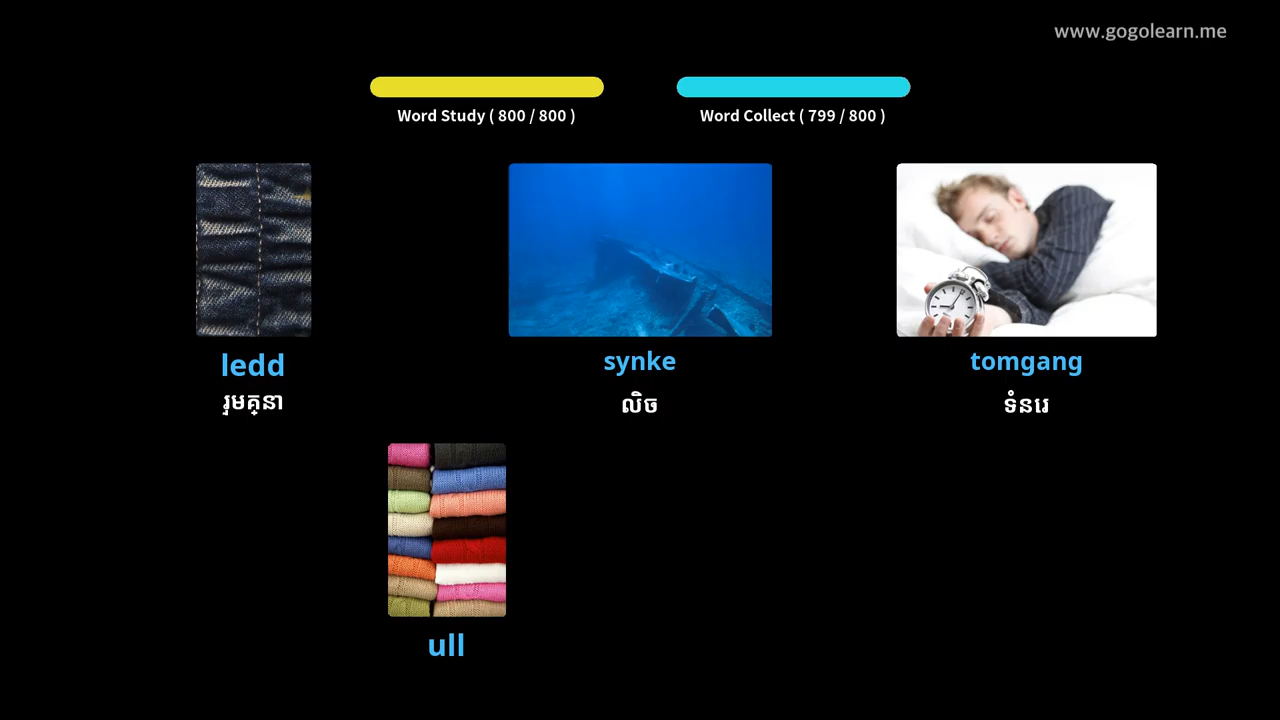 www.gogolearn.me
Word Study ( 800 / 800 )
Word Collect ( 799 / 800 )
ledd
synke
tomgang
រួមគ្នា
លិច
ទំនរេ
ull